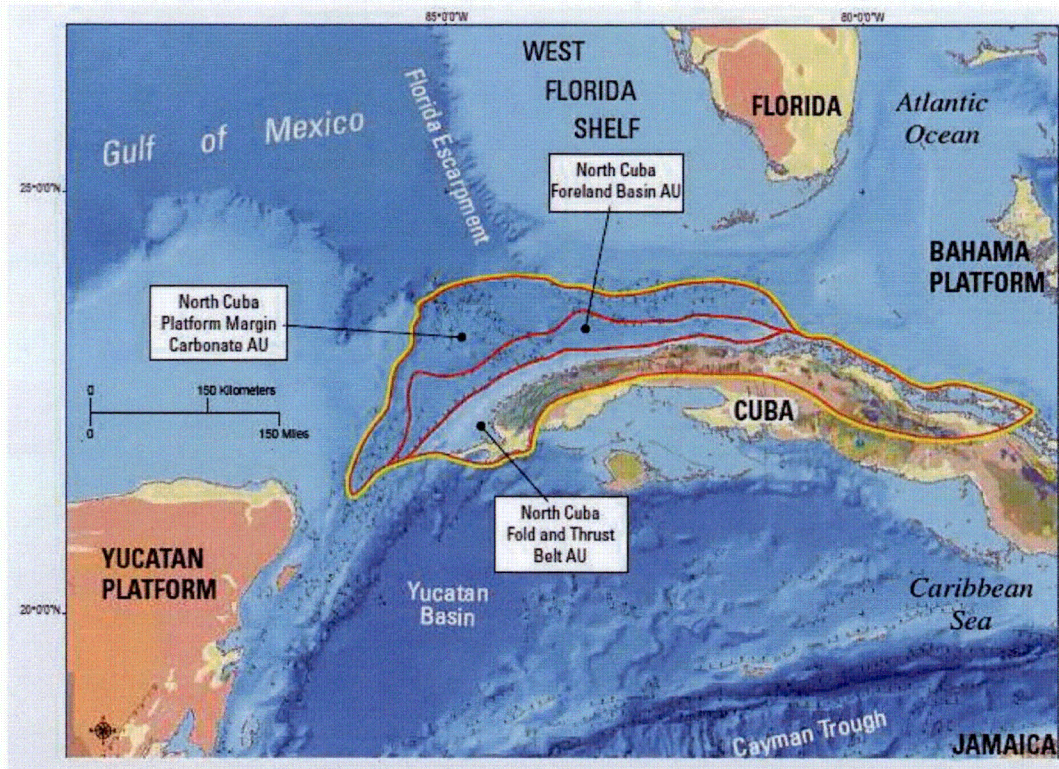 85°0'0"W
80°0'0"W
WEST
FLORIDA
SHELF
FLORIDA
Atlantic
Ocean
Gulf of Mexico
Florida Escarpment
25°0'0"N
North Cuba
Foreland Basin AU
BAHAMA
PLATFORM
North Cuba
Platform Margin
Carbonate AU
0 150 Kilometers
0 150 Miles
CUBA
North Cuba
Fold and Thrust
Belt AU
YUCATAN
PLATFORM
Yucatan
Basin
Caribbean
Sea
20°0'0"N
Cayman Trough
JAMAICA